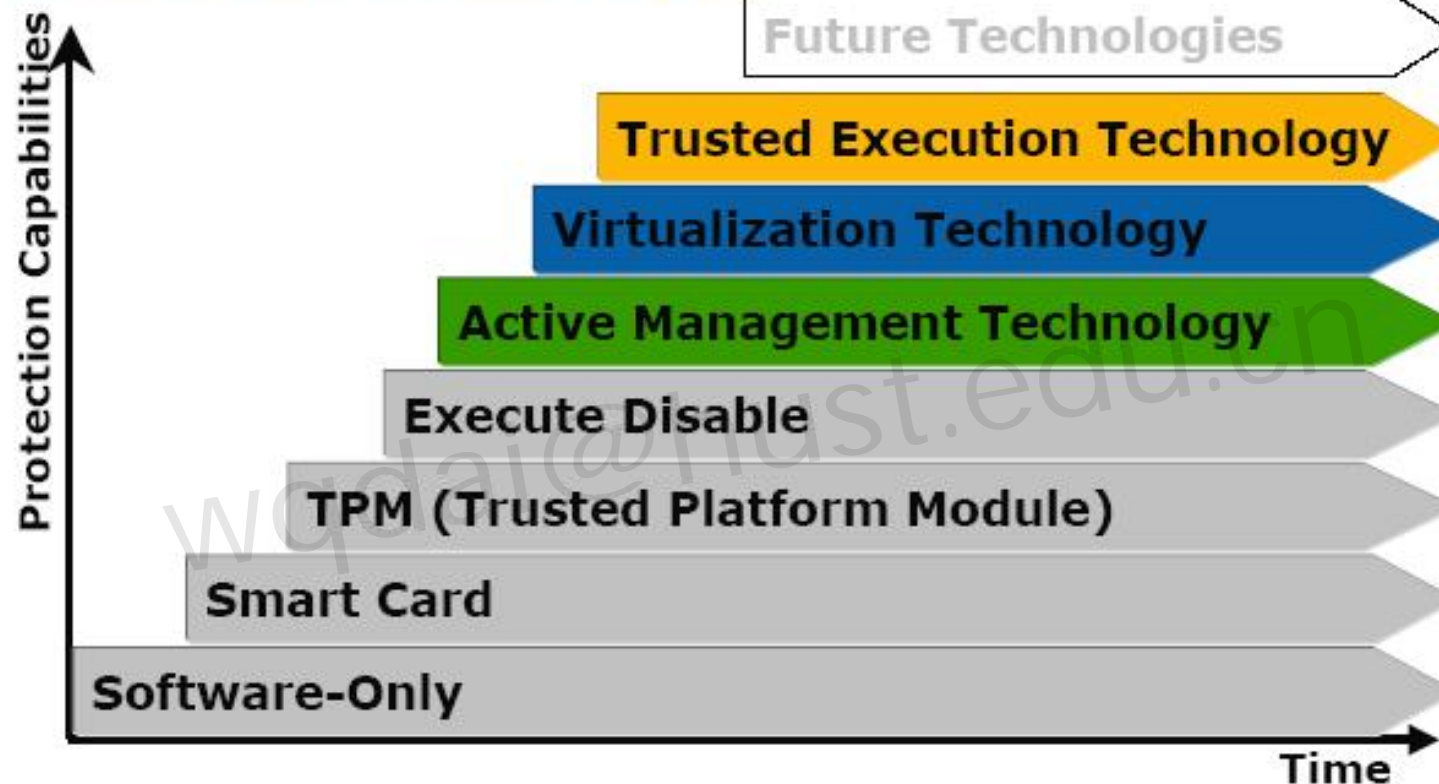 Protection Capabilities
Future Technologies
Trusted Execution Technology
Virtualization Technology
Active Management Technology
Execute Disable
TPM (Trusted Platform Module)
Smart Card
Software-Only
Time
wqdai@hust.edu.cn